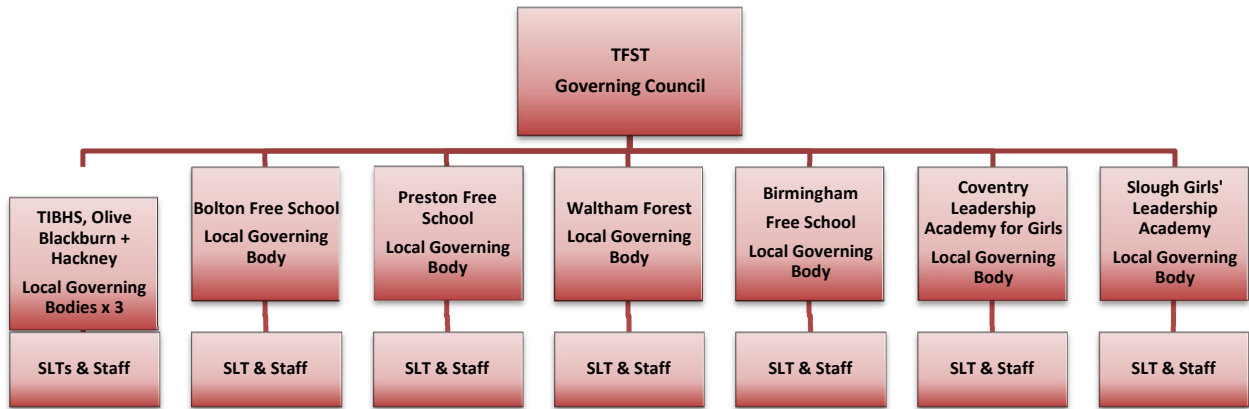 TFST
Governing Council
TIBHS, Olive
Blackburn +
Hackney
Local Governing
Bodies x 3
Bolton Free School
Local Governing
Body
Preston Free
School
Local Governing
Body
Waltham Forest
Local Governing
Body
Birmingham
Free School
Local Governing
Body
Coventry
Leadership
Academy for Girls
Local Governing
Body
Slough Girls'
Leadership
Academy
Local Governing
Body
SLTs & Staff
SLT & Staff
SLT & Staff
SLT & Staff
SLT & Staff
SLT & Staff
SLT & Staff